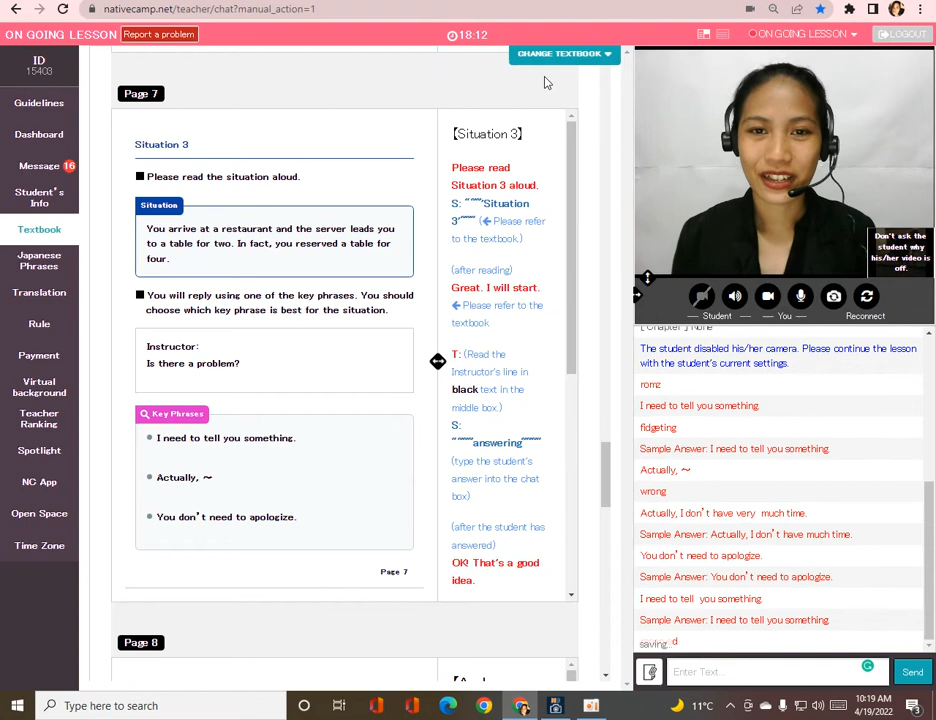 nativecamp.net/teacher/chat?manual_action=1
ON GOING LESSON
Report a problem
18:12
ON GOING LESSON
LOGOUT
ID
15403
Guidelines
Dashboard
Message 16
Student's
Info
Textbook
Japanese
Phrases
Translation
Rule
Payment
Virtual
background
Teacher
Ranking
Spotlight
NC App
Open Space
Time Zone
CHANGE TEXTBOOK
Page 7
Situation 3
■ Please read the situation aloud.
Situation
You arrive at a restaurant and the server leads you
to a table for two. In fact, you reserved a table for
four.
■ You will reply using one of the key phrases. You should
choose which key phrase is best for the situation.
Instructor:
Is there a problem?
Key Phrases
I need to tell you something.
Actually, ～
You don't need to apologize.
Page 7
Page 8
【Situation 3】
Please read
Situation 3 aloud.
S: "“"“Situation
3”"”" (← Please refer
to the textbook.)
(after reading)
Great. I will start.
← Please refer to the
textbook
T: (Read the
Instructor's line in
black text in the
middle box.)
S:
"“"“answering”"”"
(type the student's
answer into the chat
box)
(after the student has
answered)
OK! That's a good
idea.
Don't ask the
student why
his/her video is
off.
Student
You
Reconnect
[Chapter] None
The student disabled his/her camera. Please continue the lesson
with the student's current settings.
romz
I need to tell you something
fidgeting
Sample Answer: I need to tell you something.
Actually, ～
wrong
Actually, I don't have very much time.
Sample Answer: Actually, I don't have much time.
You don't need to apologize.
Sample Answer: You don't need to apologize.
I need to tell you something.
Sample Answer: I need to tell you something.
saving...d
Enter Text...
Send
Type here to search
11°C
10:19 AM
4/19/2022
3